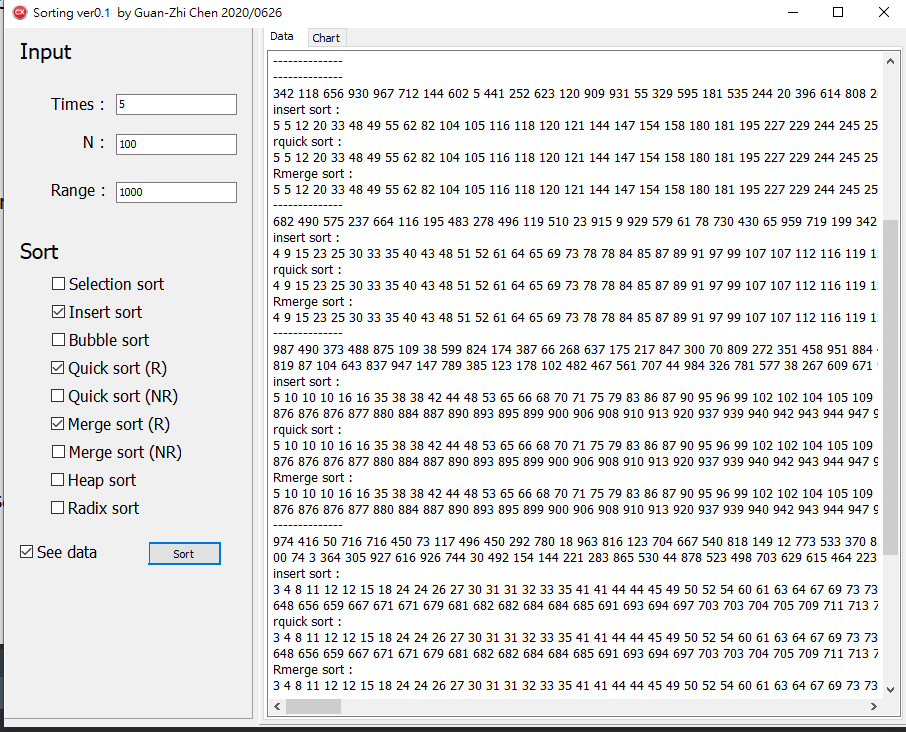 Sorting ver0.1 by Guan-Zhi Chen 2020/0626
Input
Times : 5
N : 100
Range : 1000
Sort
Selection sort
Insert sort
Bubble sort
Quick sort (R)
Quick sort (NR)
Merge sort (R)
Merge sort (NR)
Heap sort
Radix sort
See data
Sort
Data Chart
--------------
--------------
342 118 656 930 967 712 144 602 5 441 252 623 120 909 931 55 329 595 181 535 244 20 396 614 808
insert sort :
5 5 12 20 33 48 49 55 62 82 104 105 116 118 120 121 144 147 154 158 180 181 195 227 229 244 245
rquick sort :
5 5 12 20 33 48 49 55 62 82 104 105 116 118 120 121 144 147 154 158 180 181 195 227 229 244 245
Rmerge sort :
5 5 12 20 33 48 49 55 62 82 104 105 116 118 120 121 144 147 154 158 180 181 195 227 229 244 245
--------------
682 490 575 237 664 116 195 483 278 496 119 510 23 915 9 929 579 61 78 730 430 65 959 719 199 342
insert sort :
4 9 15 23 25 30 33 35 40 43 48 51 52 61 64 65 69 73 78 78 84 85 87 89 91 97 99 107 107 112 116 119
rquick sort :
4 9 15 23 25 30 33 35 40 43 48 51 52 61 64 65 69 73 78 78 84 85 87 89 91 97 99 107 107 112 116 119
Rmerge sort :
4 9 15 23 25 30 33 35 40 43 48 51 52 61 64 65 69 73 78 78 84 85 87 89 91 97 99 107 107 112 116 119
--------------
987 490 373 488 875 109 38 599 824 174 387 66 268 637 175 217 847 300 70 809 272 351 458 951 884
819 87 104 643 837 947 147 789 385 123 178 102 482 467 561 707 44 984 326 781 577 38 267 609 671
insert sort :
5 10 10 10 16 16 35 38 38 42 44 48 53 65 66 68 70 71 75 79 83 86 87 90 95 96 99 102 102 104 105 109
876 876 876 877 880 884 887 890 893 895 899 900 906 908 910 913 920 937 939 940 942 943 944 947
rquick sort :
5 10 10 10 16 16 35 38 38 42 44 48 53 65 66 68 70 71 75 79 83 86 87 90 95 96 99 102 102 104 105 109
876 876 876 877 880 884 887 890 893 895 899 900 906 908 910 913 920 937 939 940 942 943 944 947
Rmerge sort :
5 10 10 10 16 16 35 38 38 42 44 48 53 65 66 68 70 71 75 79 83 86 87 90 95 96 99 102 102 104 105 109
876 876 876 877 880 884 887 890 893 895 899 900 906 908 910 913 920 937 939 940 942 943 944 947
--------------
974 416 50 716 716 450 73 117 496 450 292 780 18 963 816 123 704 667 540 818 149 12 773 533 370
00 74 3 364 305 927 616 926 744 30 492 154 144 221 283 865 530 44 878 523 498 703 629 615 464 223
insert sort :
3 4 8 11 12 12 15 18 24 24 26 27 30 31 31 32 33 35 41 41 44 44 45 49 50 52 54 60 61 63 64 67 69 73 73
648 656 659 667 671 671 679 681 682 682 684 684 685 691 693 694 697 703 703 704 705 709 711 713
rquick sort :
3 4 8 11 12 12 15 18 24 24 26 27 30 31 31 32 33 35 41 41 44 44 45 49 50 52 54 60 61 63 64 67 69 73 73
648 656 659 667 671 671 679 681 682 682 684 684 685 691 693 694 697 703 703 704 705 709 711 713
Rmerge sort :
3 4 8 11 12 12 15 18 24 24 26 27 30 31 31 32 33 35 41 41 44 44 45 49 50 52 54 60 61 63 64 67 69 73 73